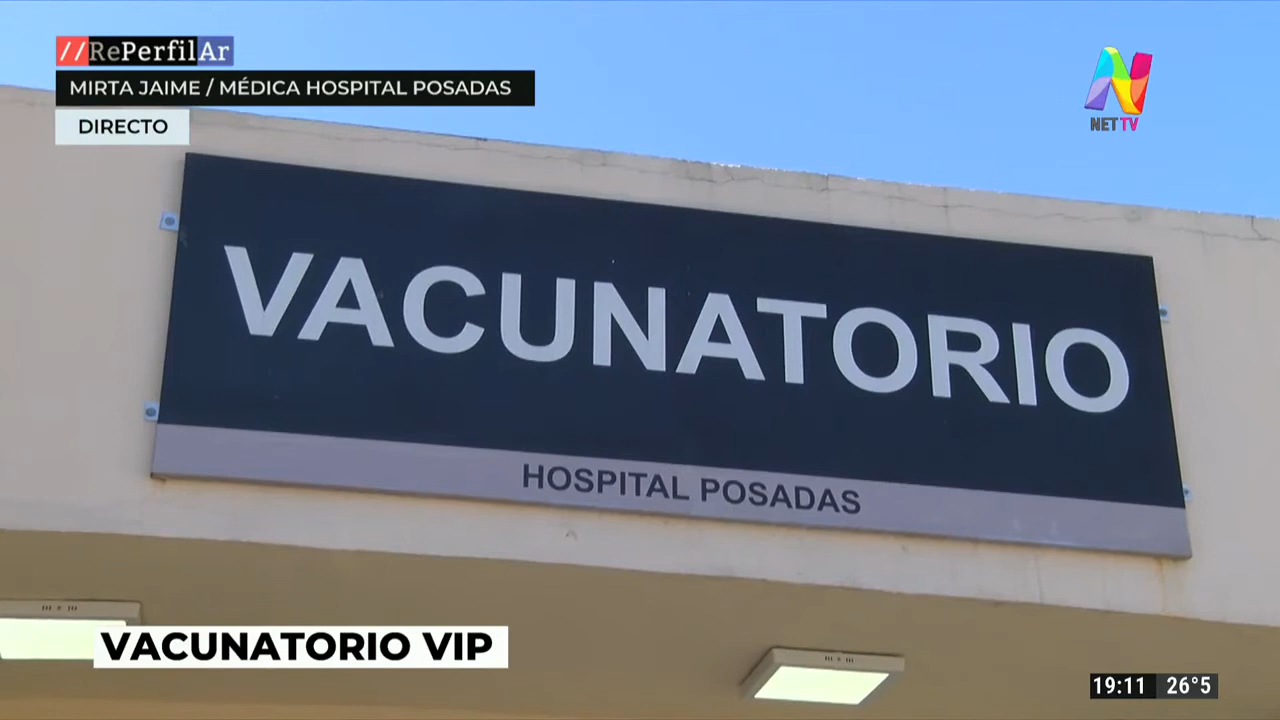 //RePerfilAr
MIRTA JAIME / MÉDICA HOSPITAL POSADAS
DIRECTO
NET TV
VACUNATORIO
HOSPITAL POSADAS
VACUNATORIO VIP
19:11 26°5